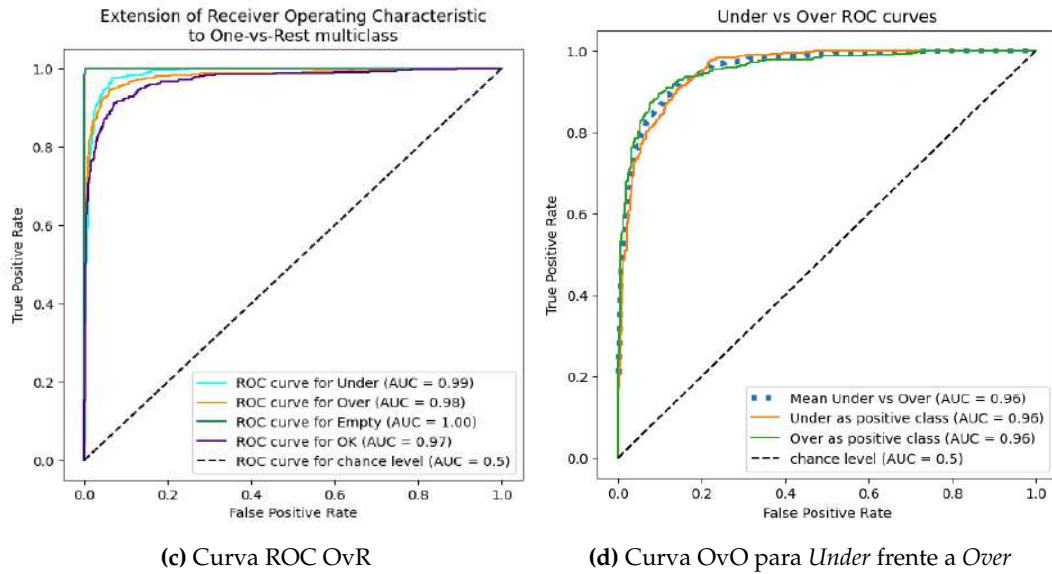 Extension of Receiver Operating Characteristic
to One-vs-Rest multiclass
True Positive Rate
1.0
0.8
0.6
0.4
0.2
0.0
ROC curve for Under (AUC = 0.99)
ROC curve for Over (AUC = 0.98)
ROC curve for Empty (AUC = 1.00)
ROC curve for OK (AUC = 0.97)
ROC curve for chance level (AUC = 0.5)
0.0 0.2 0.4 0.6 0.8 1.0
False Positive Rate
(c) Curva ROC OvR
Under vs Over ROC curves
True Positive Rate
1.0
0.8
0.6
0.4
0.2
0.0
Mean Under vs Over (AUC = 0.96)
Under as positive class (AUC = 0.96)
Over as positive class (AUC = 0.96)
chance level (AUC = 0.5)
0.0 0.2 0.4 0.6 0.8 1.0
False Positive Rate
(d) Curva OvO para Under frente a Over